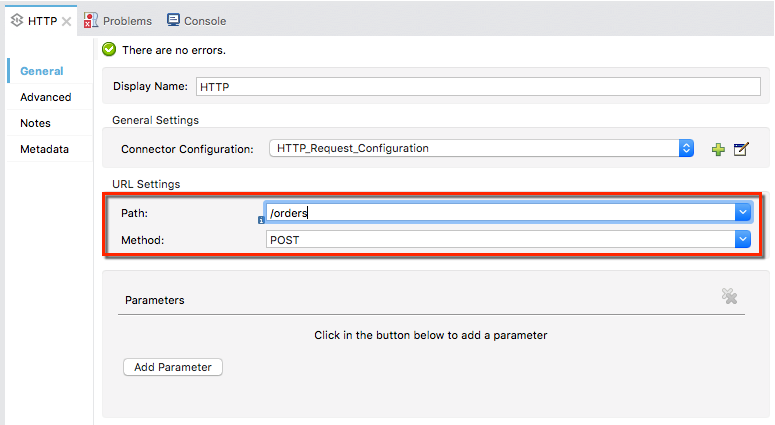 HTTP Problems Console
There are no errors.
General
Advanced
Notes
Metadata
Display Name: HTTP
General Settings
Connector Configuration: HTTP_Request_Configuration
URL Settings
Path: /orders
Method: POST
Parameters
Click in the button below to add a parameter
Add Parameter